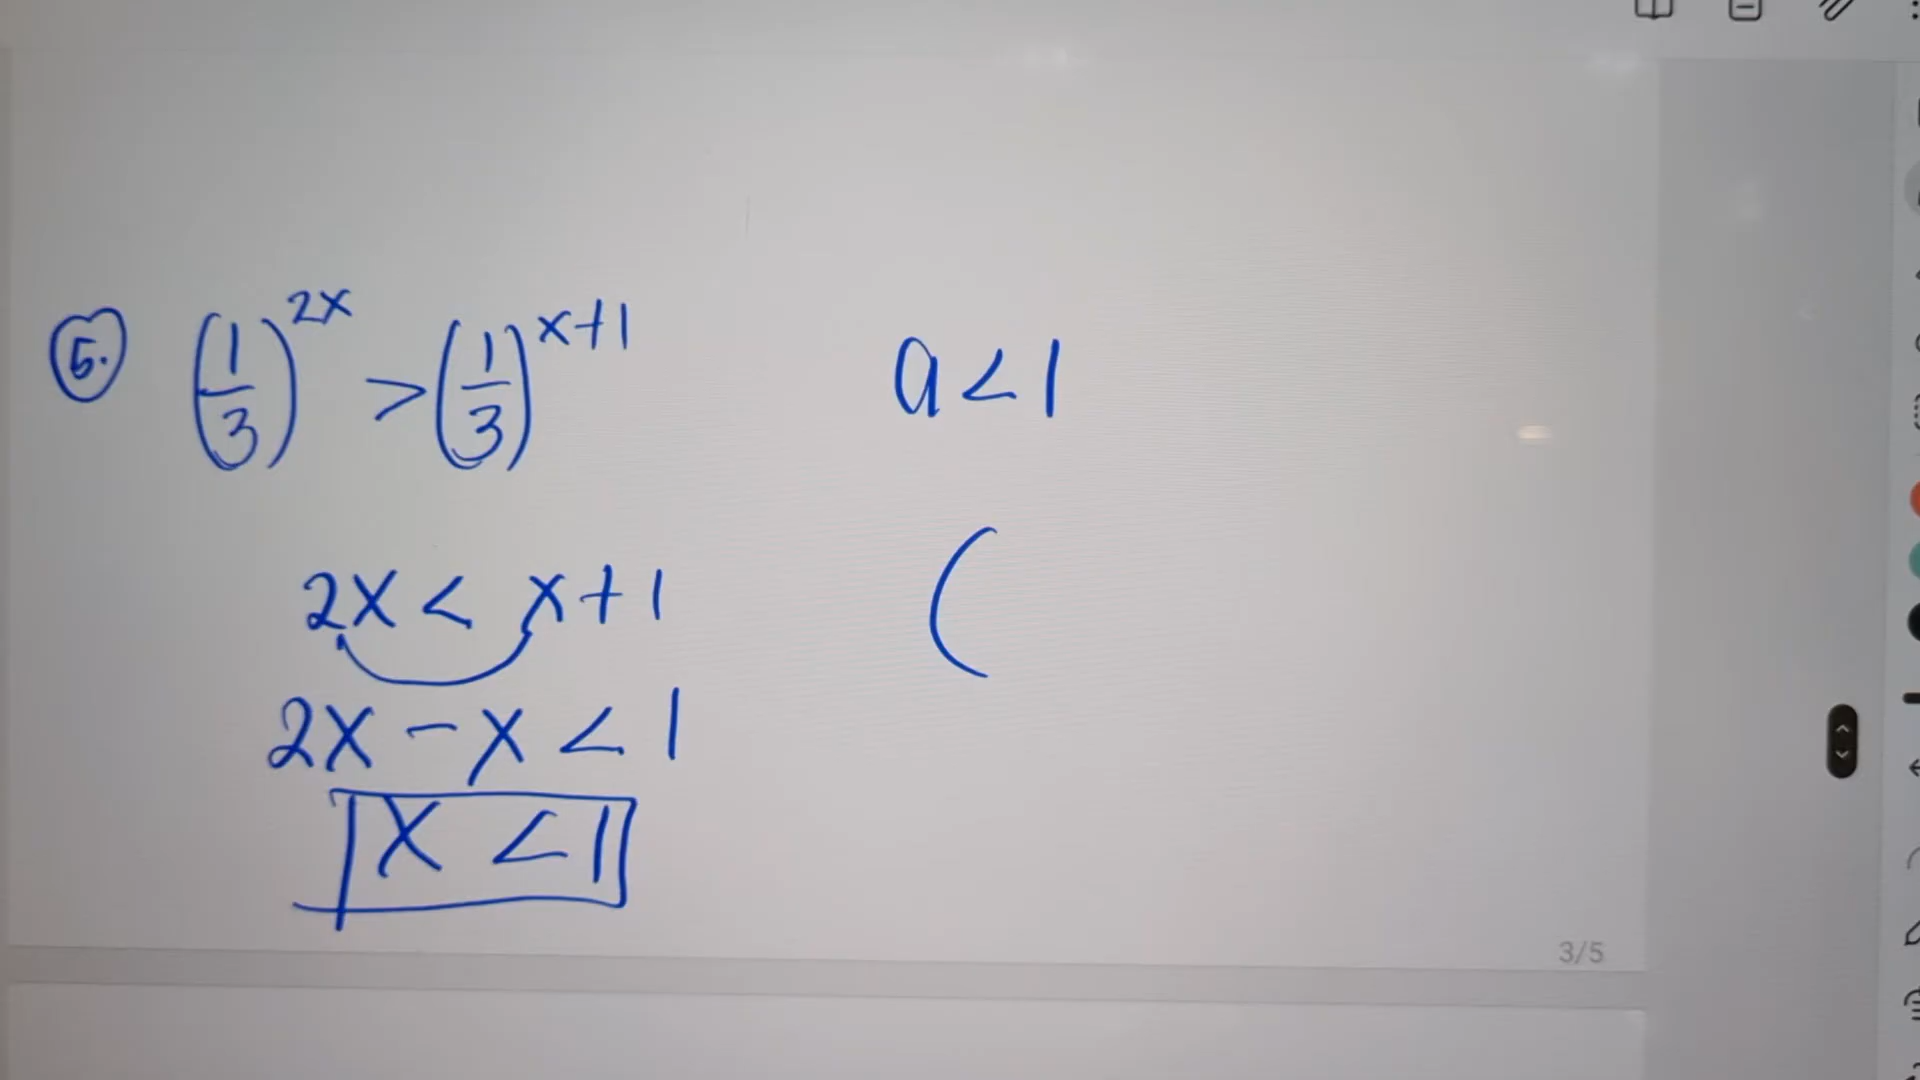 5. (1/3)^2x > (1/3)^x+1
a < 1
2x < x+1
(
2x - x < 1
x < 1
3/5